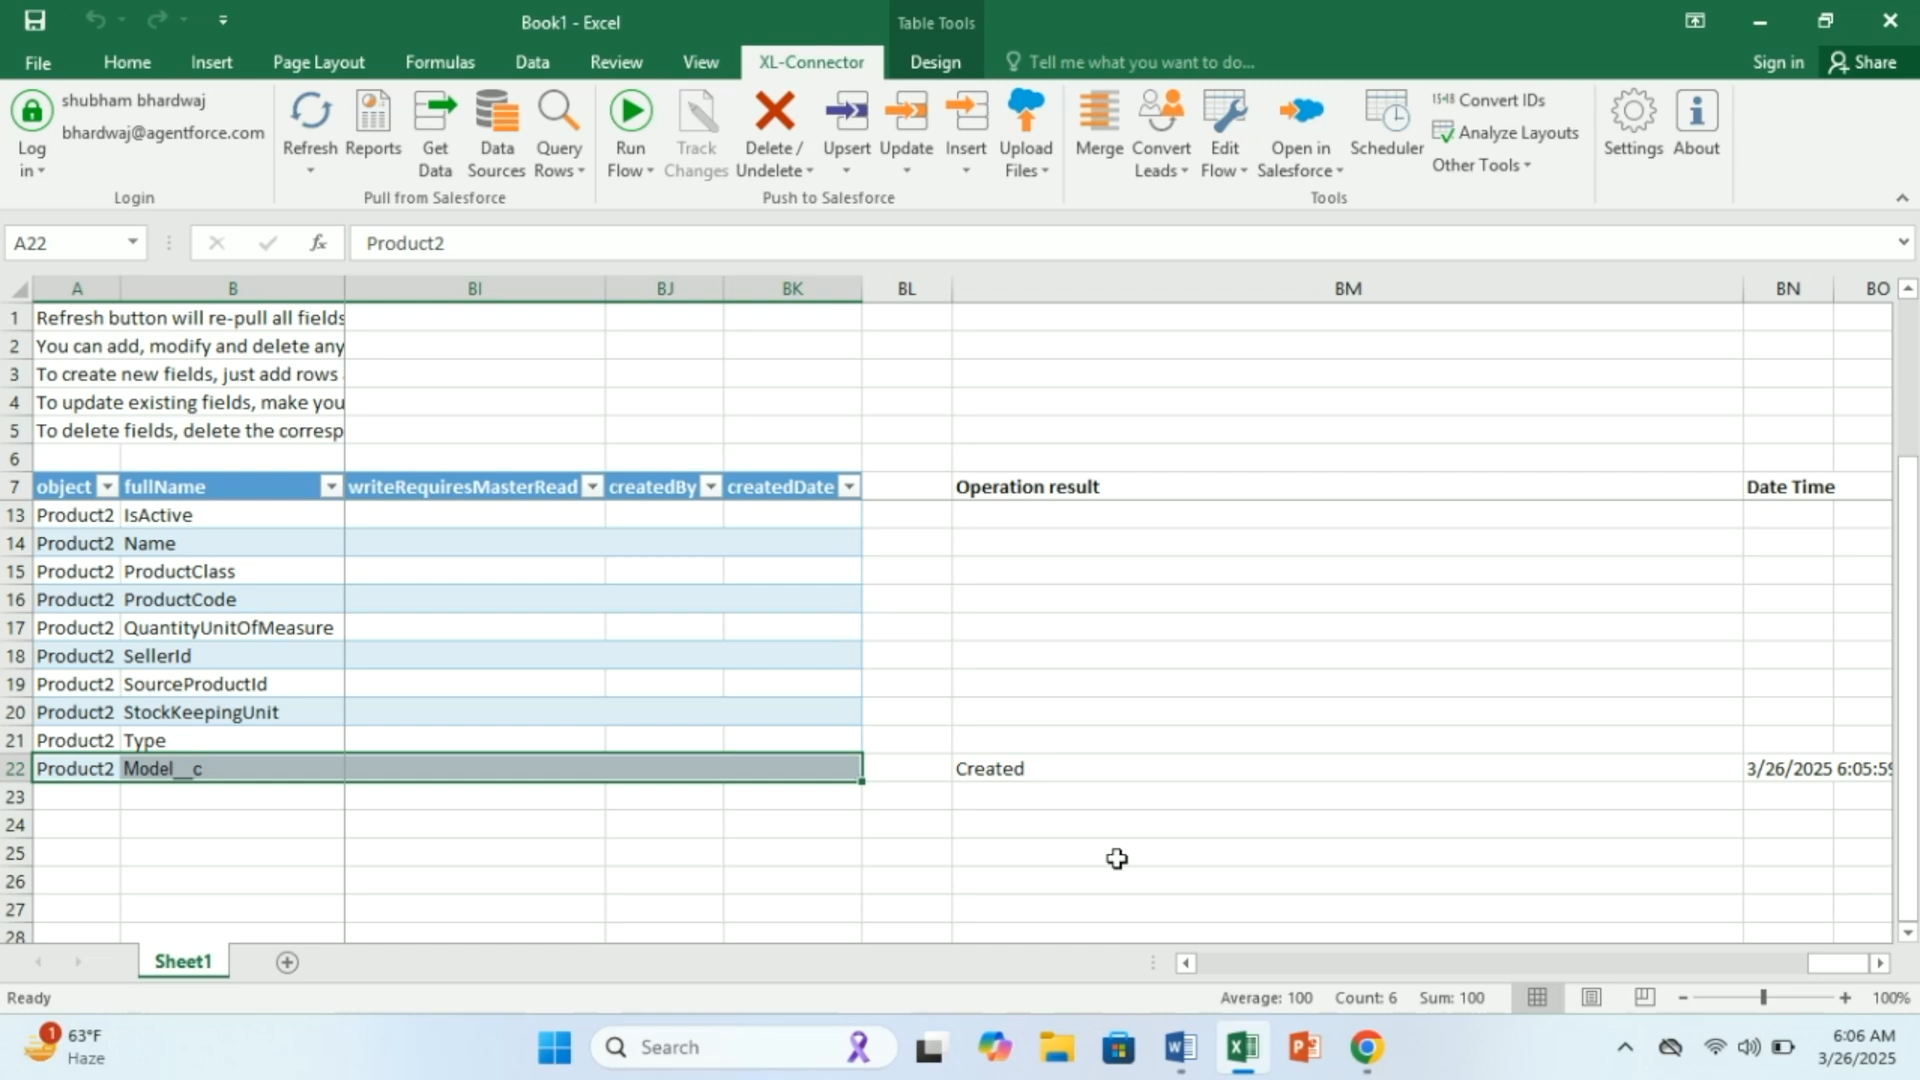 Book1 - Excel
Table Tools
File Home Insert Page Layout Formulas Data Review View XL-Connector Design Tell me what you want to do... Sign in Share
shubham bhardwaj
bhardwaj@agentforce.com
Log in
Refresh
Reports
Get Data
Data Sources
Query Rows
Run Flow
Track Changes
Delete / Undelete
Upsert
Update
Insert
Upload Files
Merge
Convert Leads
Edit Flow
Open in Salesforce
Scheduler
Convert IDs
Analyze Layouts
Other Tools
Settings
About
Login
Pull from Salesforce
Push to Salesforce
Tools
A22 fx Product2
A B BI BJ BK BL BM BN BO
1 Refresh button will re-pull all fields
2 You can add, modify and delete any
3 To create new fields, just add rows
4 To update existing fields, make you
5 To delete fields, delete the corresp
6
7 object fullName writeRequiresMasterRead createdBy createdDate Operation result Date Time
13 Product2 IsActive
14 Product2 Name
15 Product2 ProductClass
16 Product2 ProductCode
17 Product2 QuantityUnitOfMeasure
18 Product2 SellerId
19 Product2 SourceProductId
20 Product2 StockKeepingUnit
21 Product2 Type
22 Product2 Model__c Created 3/26/2025 6:05:59
23
24
25
26
27
28
Sheet1
Ready Average: 100 Count: 6 Sum: 100 100%
1 63°F
Haze
Search
6:06 AM
3/26/2025